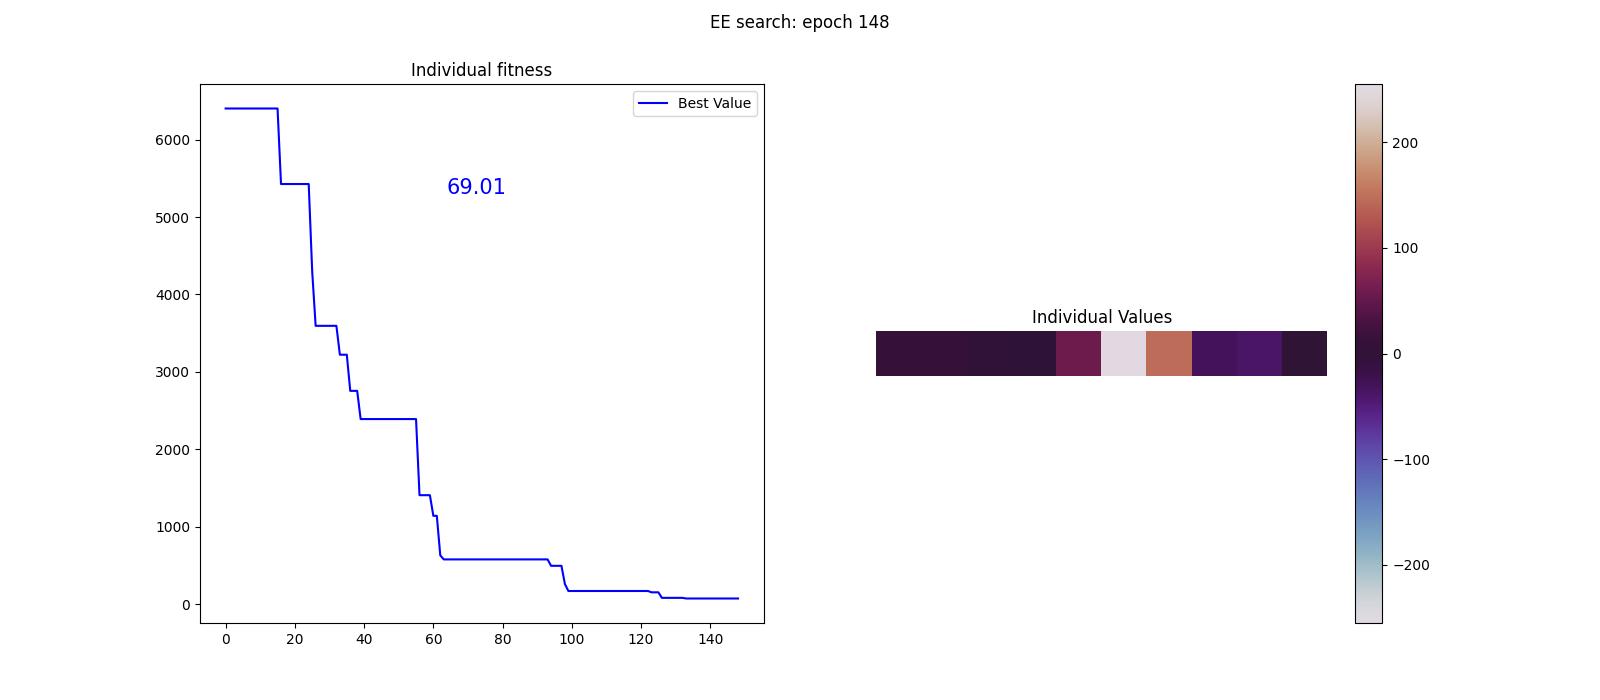 EE search: epoch 148
Individual fitness
Best Value
69.01
6000
5000
4000
3000
2000
1000
0
0 20 40 60 80 100 120 140
Individual Values
200
100
0
−100
−200